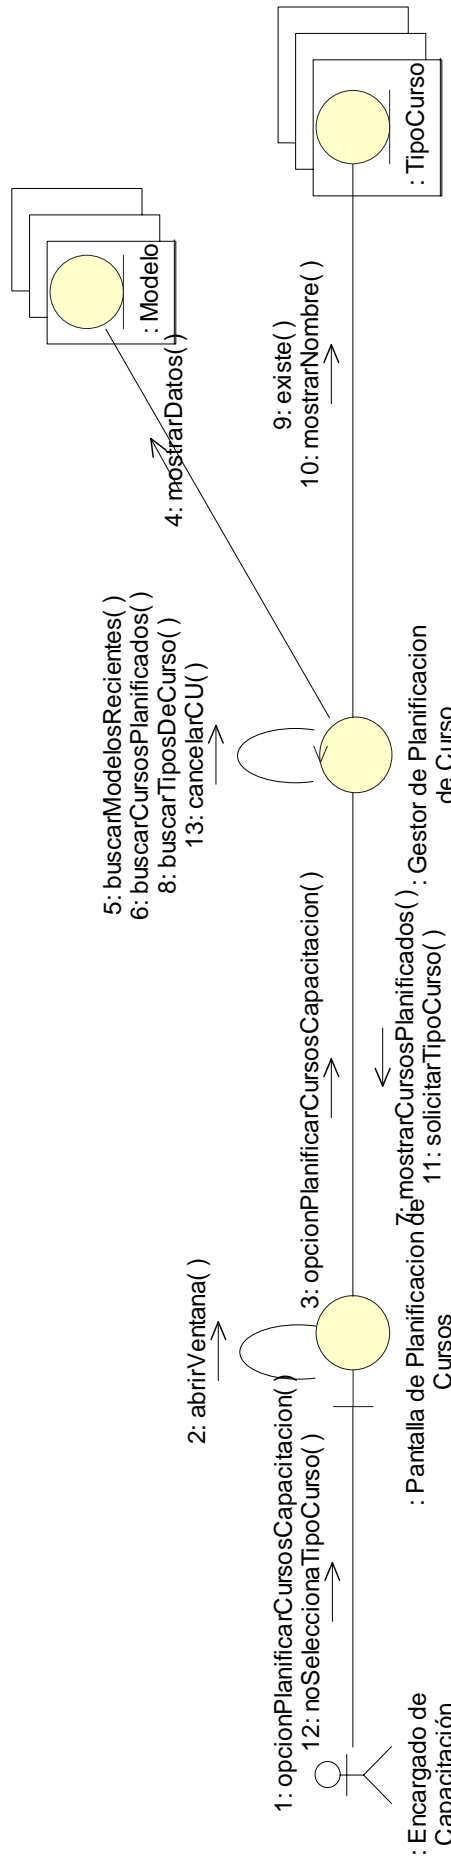 : Encargado de
Capacitación
1: opcionPlanificarCursosCapacitacion( )
12: noSeleccionaTipoCurso( )
: Pantalla de Planificacion de
Cursos
2: abrirVentana( )
3: opcionPlanificarCursosCapacitacion( )
7: mostrarCursosPlanificados( )
11: solicitarTipoCurso( )
: Gestor de Planificacion
de Curso
5: buscarModelosRecientes( )
6: buscarCursosPlanificados( )
8: buscarTiposDeCurso( )
13: cancelarCU( )
4: mostrarDatos( )
: Modelo
9: existe( )
10: mostrarNombre( )
: TipoCurso